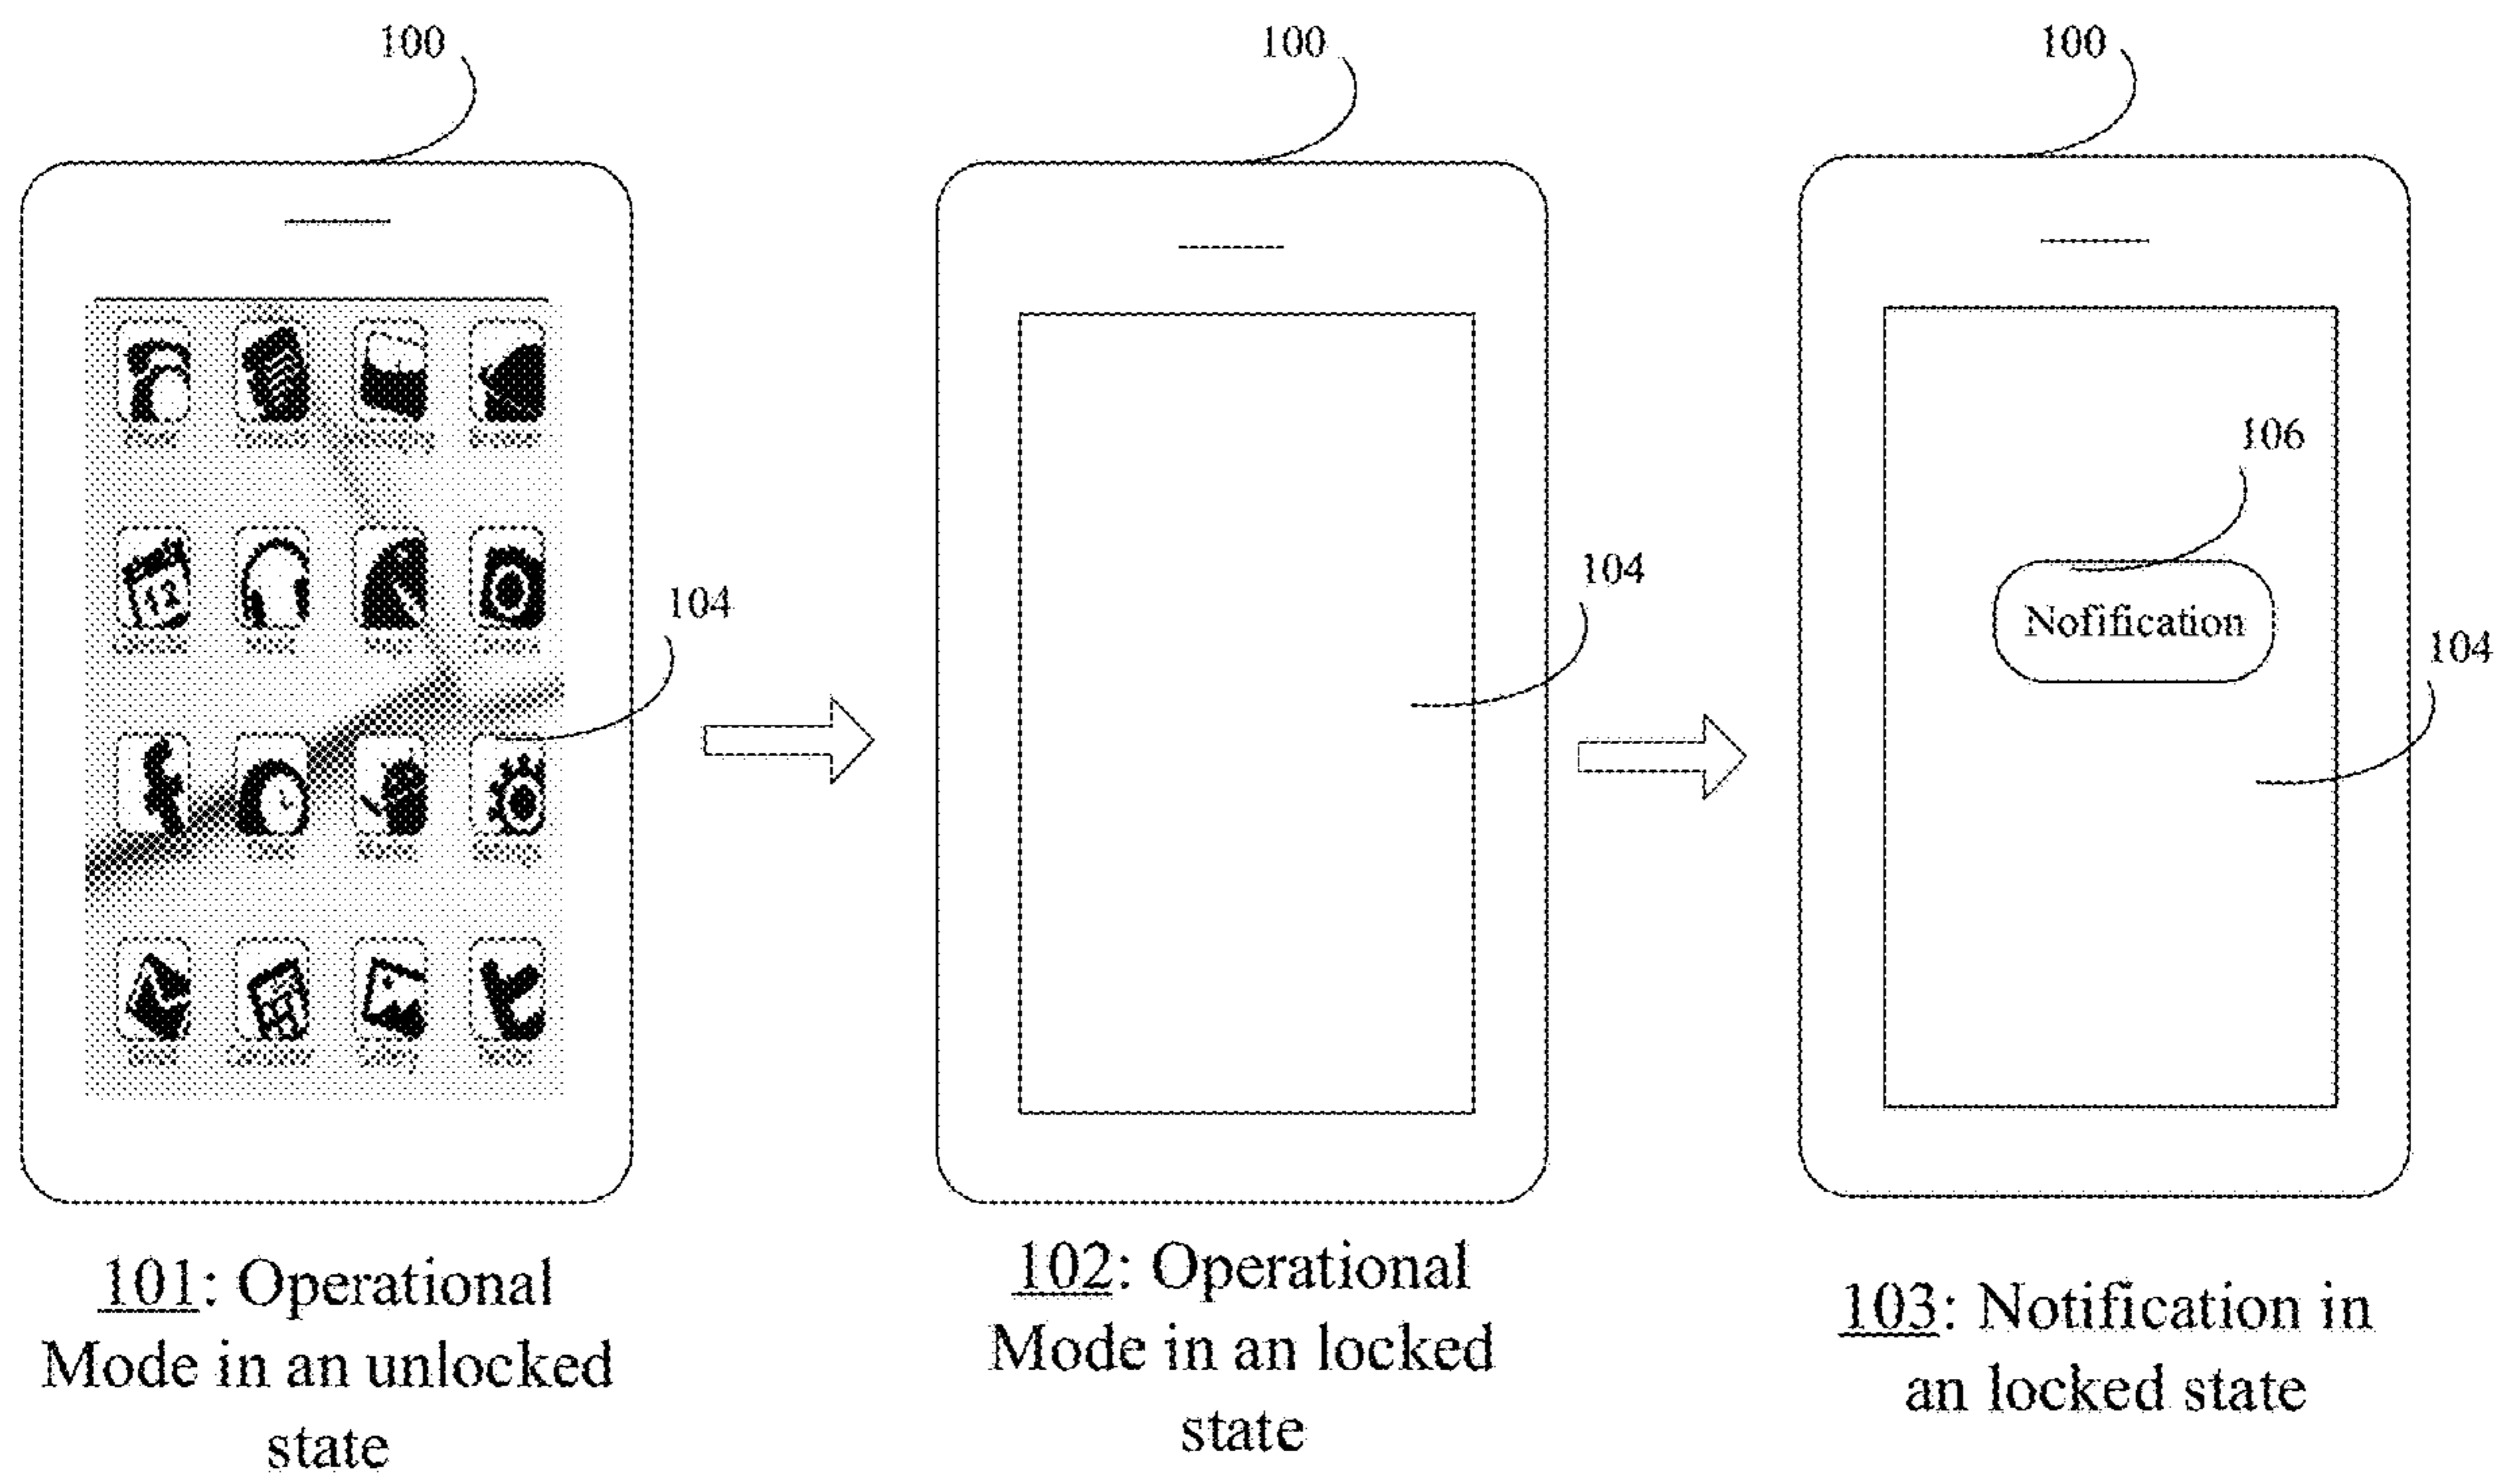 100
100
100
106
104
104
Nofification
104
101: Operational
Mode in an unlocked
state
102: Operational
Mode in an locked
state
103: Notification in
an locked state